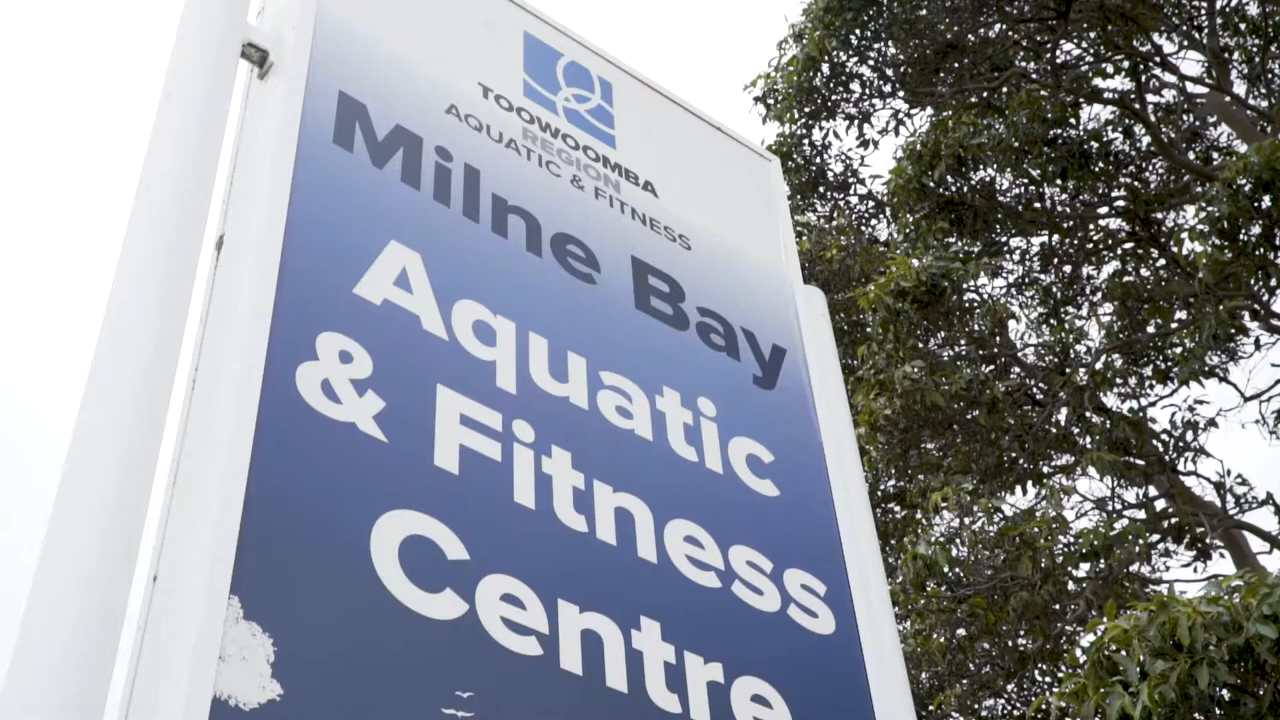 TOOWOOMBA
REGION
AQUATIC & FITNESS
Milne Bay
Aquatic
& Fitness
Centre